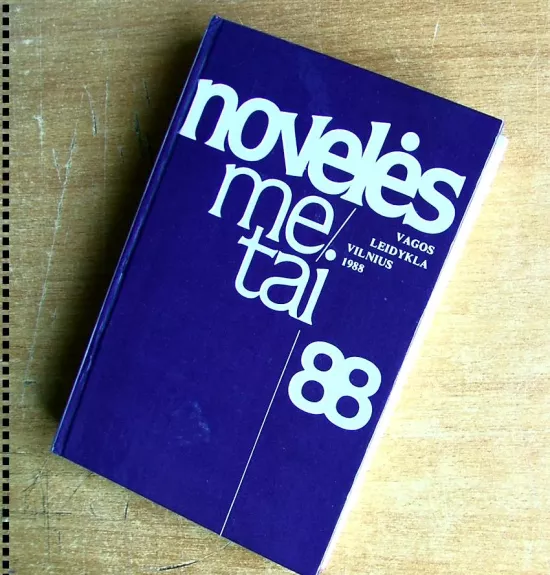 novelės
me/
tai
VAGOS
LEIDYKLA
VILNIUS
1988
88